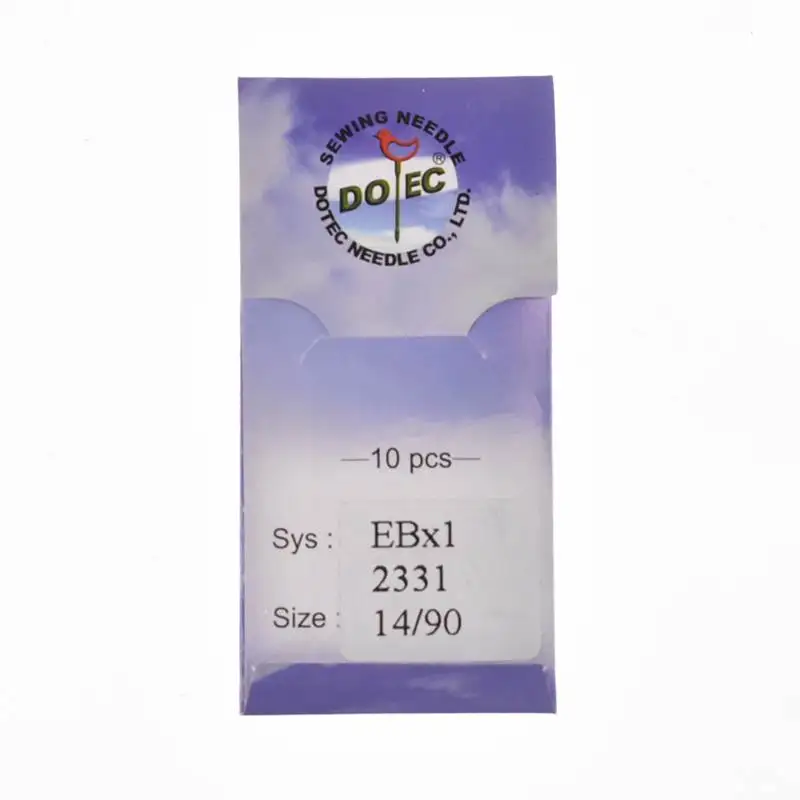 SEWING NEEDLE
®
DOTEC
DOTEC NEEDLE CO., LTD.
—10 pcs—
Sys : EBx1
2331
Size : 14/90